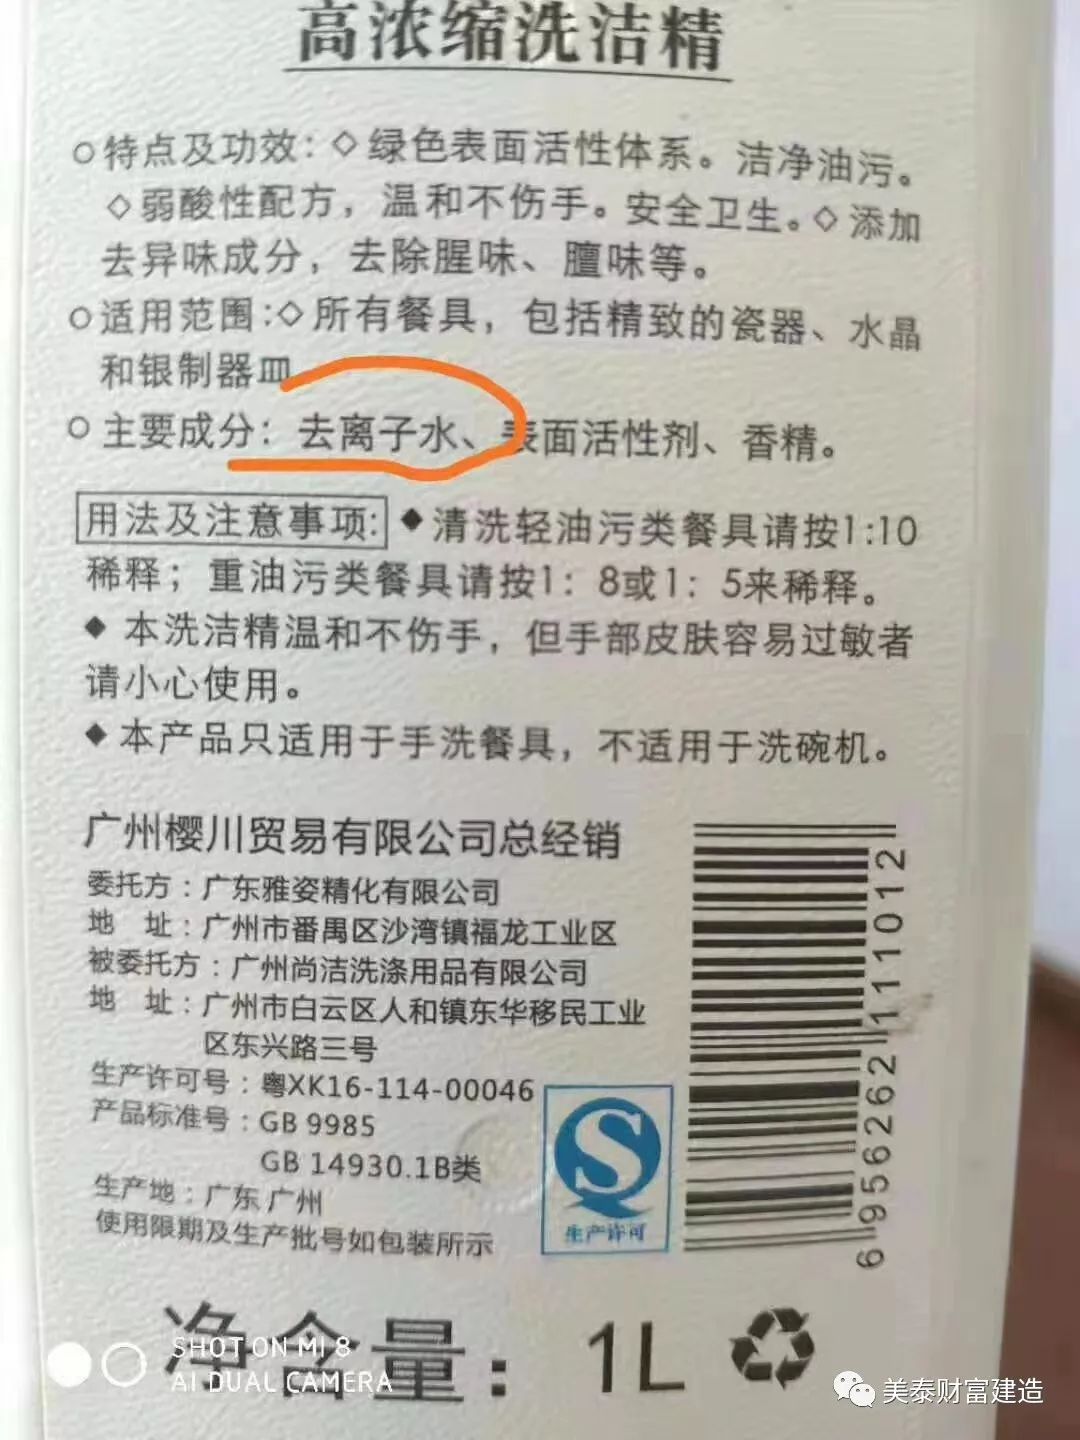 高浓缩洗洁精
○特点及功效：◇绿色表面活性体系。洁净油污。
◇弱酸性配方，温和不伤手。安全卫生。◇添加
去异味成分，去除腥味、膻味等。
○适用范围：◇所有餐具，包括精致的瓷器、水晶
和银制器皿
○主要成分：去离子水、表面活性剂、香精。
用法及注意事项：◆清洗轻油污类餐具请按1:10
稀释；重油污类餐具请按1：8或1：5来稀释。
◆本洗洁精温和不伤手，但手部皮肤容易过敏者
请小心使用。
◆本产品只适用于手洗餐具，不适用于洗碗机。
广州樱川贸易有限公司总经销
委托方：广东雅姿精化有限公司
地 址：广州市番禺区沙湾镇福龙工业区
被委托方：广州尚洁洗涤用品有限公司
地 址：广州市白云区人和镇东华移民工业
区东兴路三号
生产许可号：粤XK16-114-00046
产品标准号：GB 9985
GB 14930.1B类
生产地：广东 广州
使用限期及生产批号如包装所示
生产许可
6956262111012
净含量：1L
SHOT ON MI 8
AI DUAL CAMERA
美泰财富建造